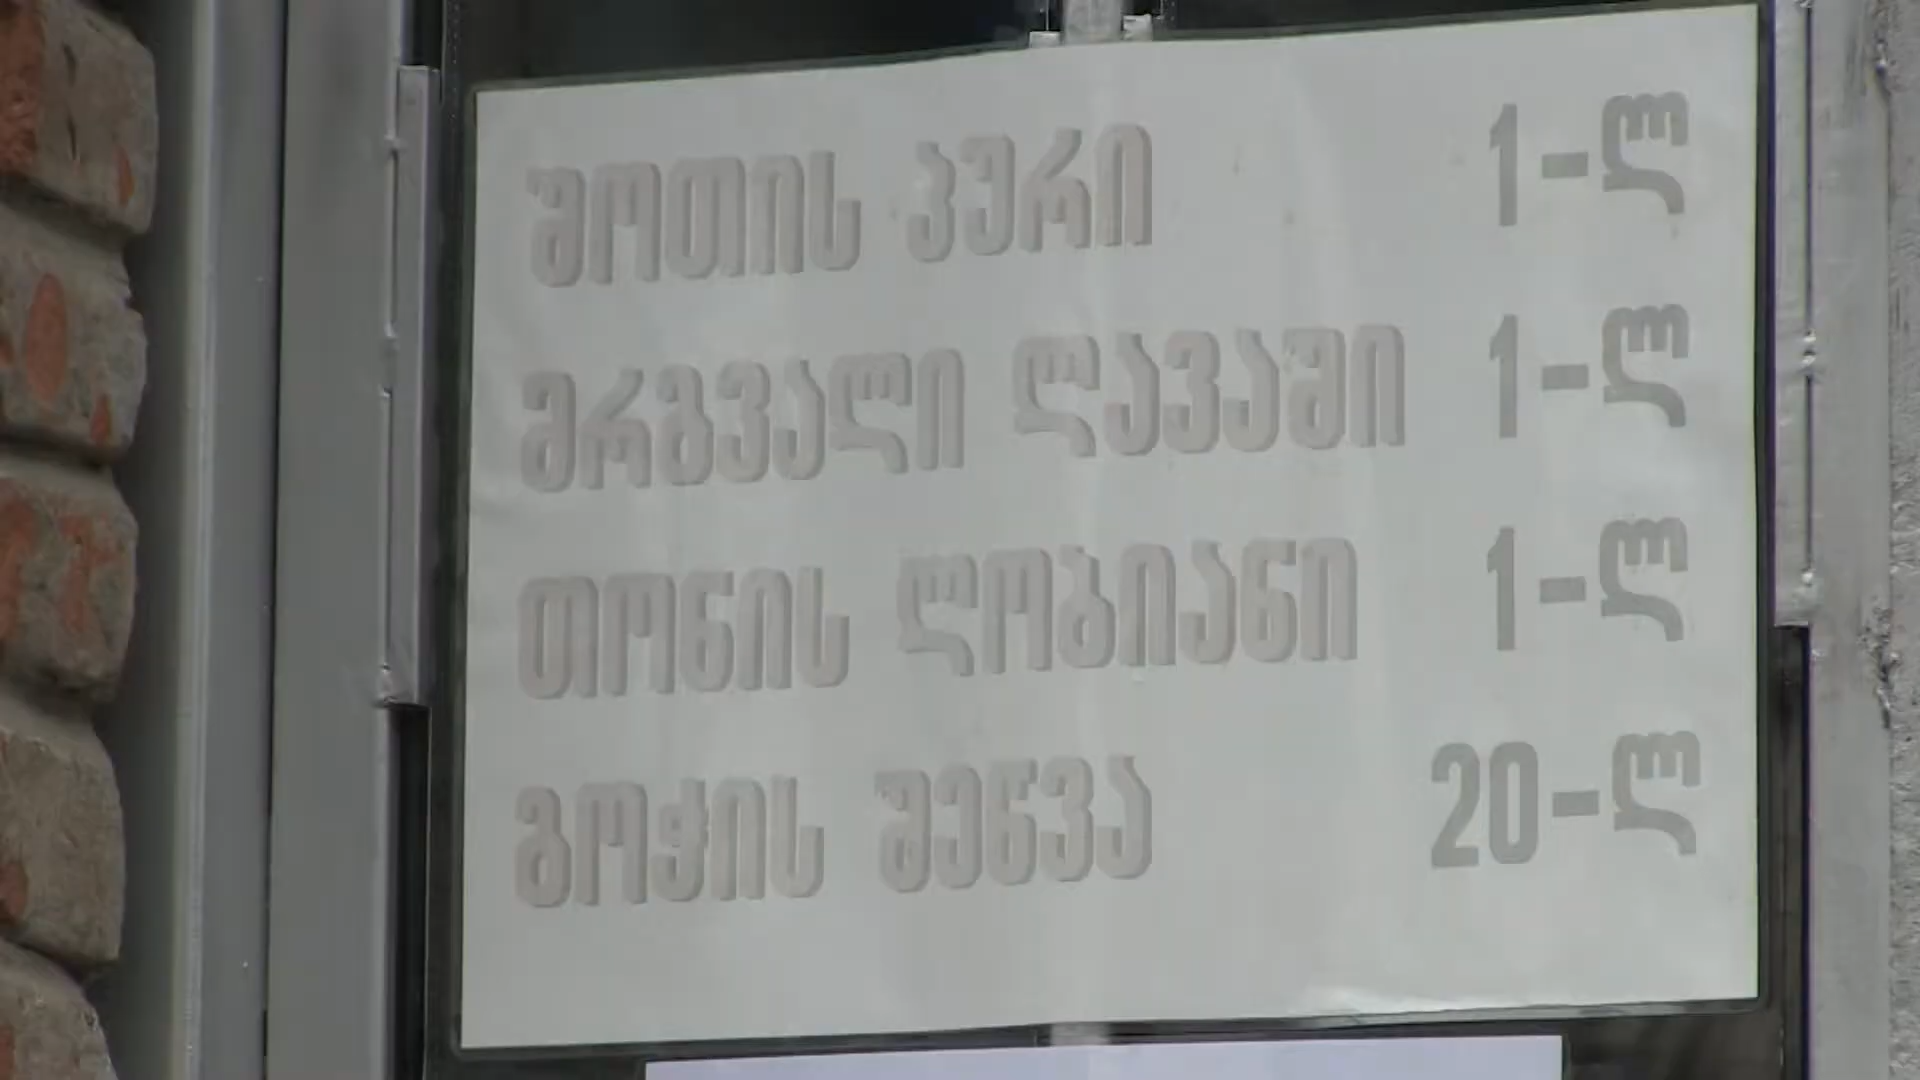 შოთის პური 1-ლ
მრგვალი ლავაში 1-ლ
თონის ლობიანი 1-ლ
გოჭის შეწვა 20-ლ